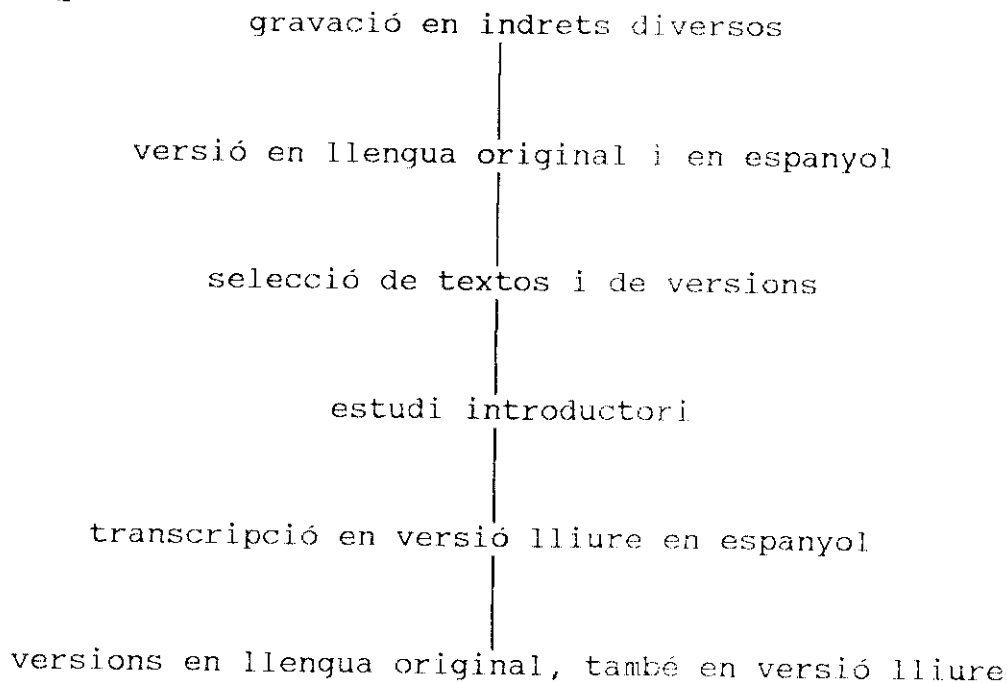 gravació en indrets diversos
versió en llengua original i en espanyol
selecció de textos i de versions
estudi introductori
transcripció en versió lliure en espanyol
versions en llengua original, també en versió lliure